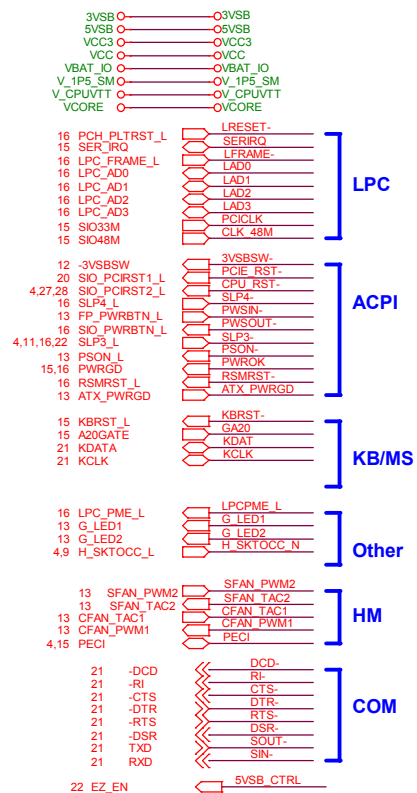 3VSB 3VSB
5VSB 5VSB
VCC3 VCC3
VCC VCC
VBAT_IO VBAT_IO
V_1P5_SM V_1P5_SM
V_CPUVTT V_CPUVTT
VCORE VCORE
16 PCH_PLTRST_L LRESET-
15 SER_IRQ SERIRQ
16 LPC_FRAME_L LFRAME-
16 LPC_AD0 LAD0
16 LPC_AD1 LAD1
16 LPC_AD2 LAD2
16 LPC_AD3 LAD3
15 SIO33M PCICLK
15 SIO48M CLK_48M
LPC
12 -3VSBSW 3VSBSW-
20 SIO_PCIRST1_L PCIE_RST-
4,27,28 SIO_PCIRST2_L CPU_RST-
16 SLP4_L SLP4-
13 FP_PWRBTN_L PWSIN-
16 SIO_PWRBTN_L PWSOUT-
4,11,16,22 SLP3_L SLP3-
13 PSON_L PSON-
15,16 PWRGD PWROK
16 RSMRST_L RSMRST-
13 ATX_PWRGD ATX_PWRGD
ACPI
15 KBRST_L KBRST-
15 A20GATE GA20
21 KDATA KDAT
21 KCLK KCLK
KB/MS
16 LPC_PME_L LPCPME_L
13 G_LED1 G_LED1
13 G_LED2 G_LED2
4,9 H_SKTOCC_L H_SKTOCC_N
Other
13 SFAN_PWM2 SFAN_PWM2
13 SFAN_TAC2 SFAN_TAC2
13 CFAN_TAC1 CFAN_TAC1
13 CFAN_PWM1 CFAN_PWM1
4,15 PECI PECI
HM
21 -DCD DCD-
21 -RI RI-
21 -CTS CTS-
21 -DTR DTR-
21 -RTS RTS-
21 -DSR DSR-
21 TXD SOUT-
21 RXD SIN-
COM
22 EZ_EN 5VSB_CTRL